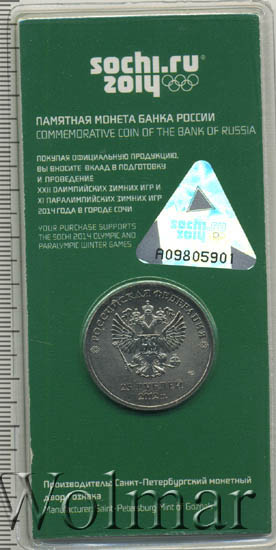 sochi.ru
2014
ПАМЯТНАЯ МОНЕТА БАНКА РОССИИ
COMMEMORATIVE COIN OF THE BANK OF RUSSIA
ПОКУПАЯ ОФИЦИАЛЬНУЮ ПРОДУКЦИЮ,
ВЫ ВНОСИТЕ ВКЛАД В ПОДГОТОВКУ
И ПРОВЕДЕНИЕ
XXII ОЛИМПИЙСКИХ ЗИМНИХ ИГР И
XI ПАРАЛИМПИЙСКИХ ЗИМНИХ ИГР
2014 ГОДА В ГОРОДЕ СОЧИ
YOUR PURCHASE SUPPORTS
THE SOCHI 2014 OLYMPIC AND
PARALYMPIC WINTER GAMES
sochi.ru
2014
A09805901
РОССИЙСКАЯ ФЕДЕРАЦИЯ
25 РУБЛЕЙ
Производитель: Санкт-Петербургский монетный
двор Гознака
Manufacturer: Saint-Petersburg Mint of Goznak
Wolmar